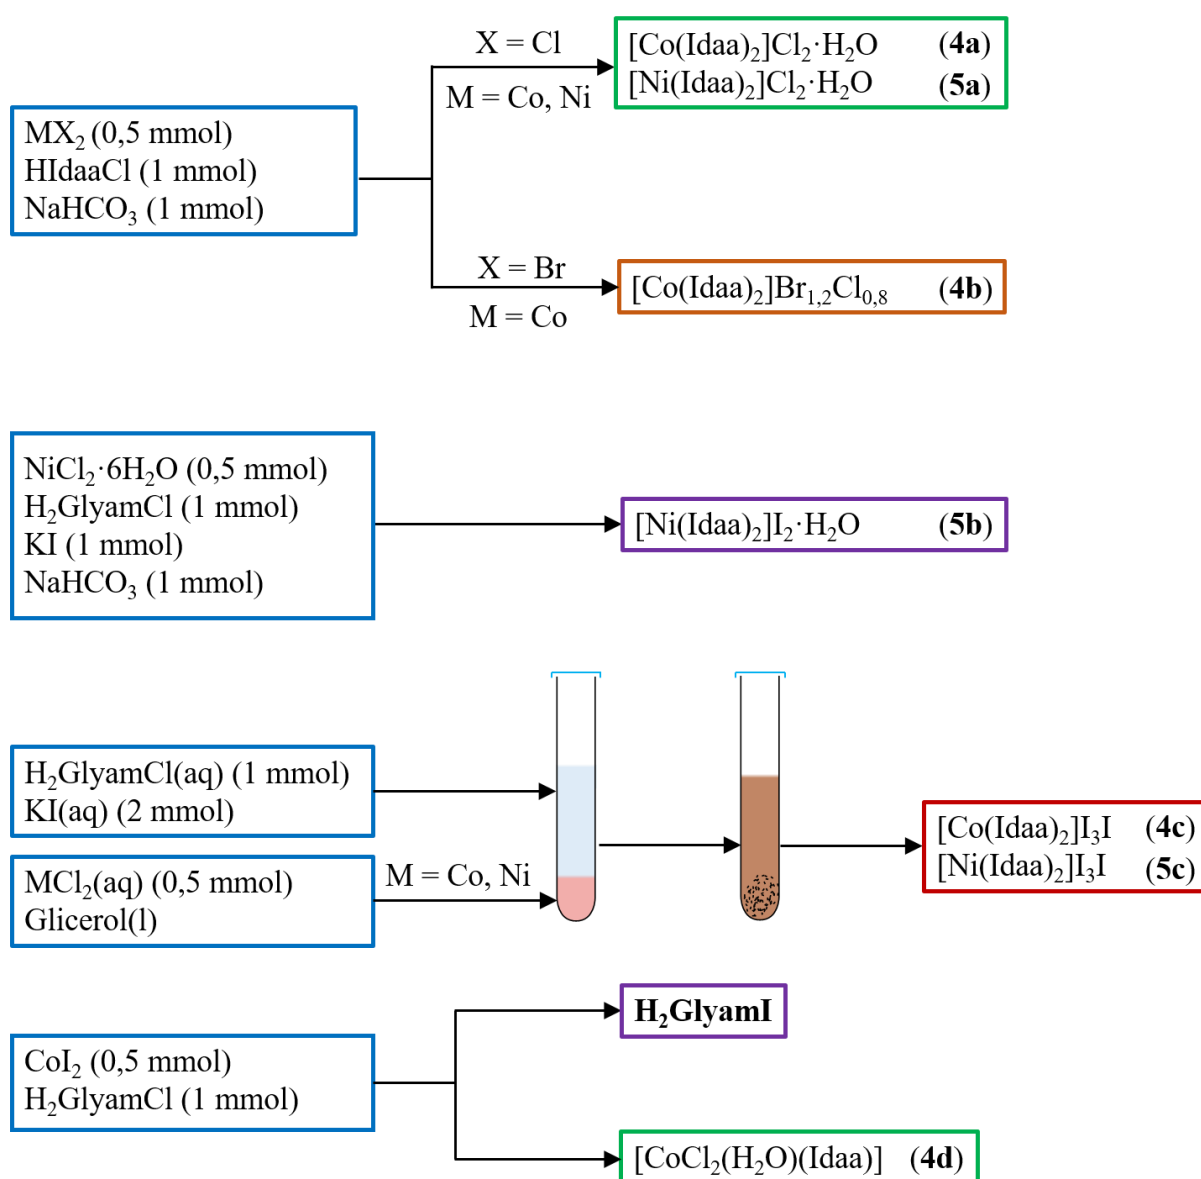 MX₂ (0,5 mmol)
HIdaaCl (1 mmol)
NaHCO₃ (1 mmol)
X = Cl
M = Co, Ni
[Co(Idaa)₂]Cl₂·H₂O (4a)
[Ni(Idaa)₂]Cl₂·H₂O (5a)
X = Br
M = Co
[Co(Idaa)₂]Br₁,₂Cl₀,₈ (4b)
NiCl₂·6H₂O (0,5 mmol)
H₂GlyamCl (1 mmol)
KI (1 mmol)
NaHCO₃ (1 mmol)
[Ni(Idaa)₂]I₂·H₂O (5b)
H₂GlyamCl(aq) (1 mmol)
KI(aq) (2 mmol)
MCl₂(aq) (0,5 mmol)
Glicerol(l)
M = Co, Ni
[Co(Idaa)₂]I₃I (4c)
[Ni(Idaa)₂]I₃I (5c)
CoI₂ (0,5 mmol)
H₂GlyamCl (1 mmol)
H₂GlyamI
[CoCl₂(H₂O)(Idaa)] (4d)